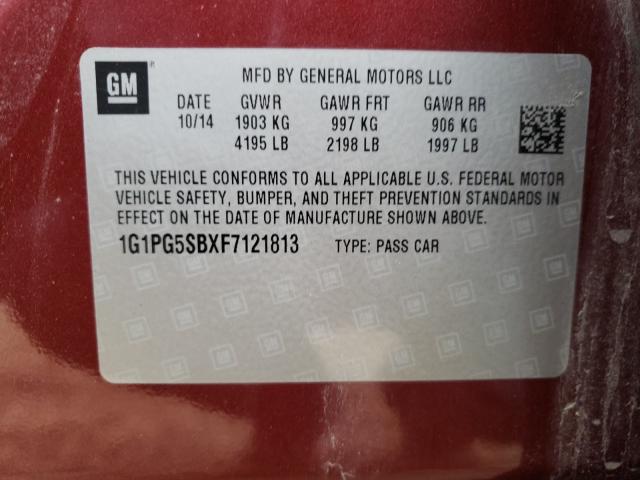 GM
MFD BY GENERAL MOTORS LLC
DATE GVWR GAWR FRT GAWR RR
10/14 1903 KG 997 KG 906 KG
4195 LB 2198 LB 1997 LB
THIS VEHICLE CONFORMS TO ALL APPLICABLE U.S. FEDERAL MOTOR
VEHICLE SAFETY, BUMPER, AND THEFT PREVENTION STANDARDS IN
EFFECT ON THE DATE OF MANUFACTURE SHOWN ABOVE.
1G1PG5SBXF7121813 TYPE: PASS CAR